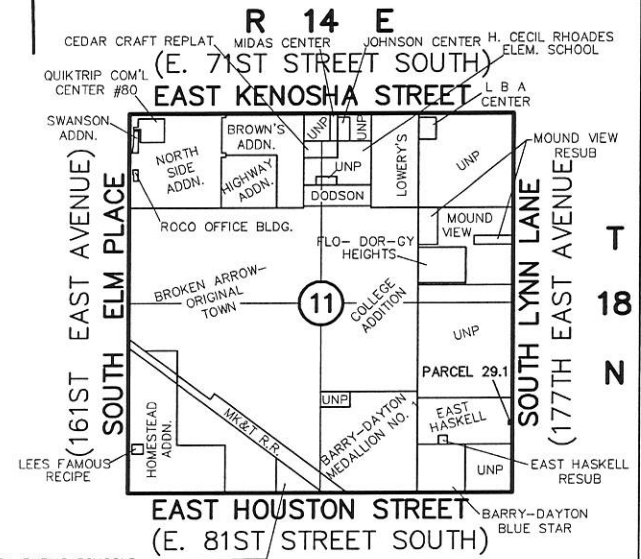 R 14 E
CEDAR CRAFT REPLAT
MIDAS CENTER
JOHNSON CENTER
H. CECIL RHOADES
ELEM. SCHOOL
(E. 71ST STREET SOUTH)
QUIKTRIP COM'L
CENTER #80
EAST KENOSHA STREET
L B A
CENTER
SWANSON
ADDN.
UNP
UNP
BROWN'S
ADDN.
MOUND VIEW
RESUB
NORTH
SIDE
ADDN.
HIGHWAY
ADDN.
UNP
LOWERY'S
UNP
DODSON
ROCO OFFICE BLDG.
MOUND
VIEW
FLO- DOR-GY
HEIGHTS
(161ST EAST AVENUE)
SOUTH ELM PLACE
BROKEN ARROW-
ORIGINAL
TOWN
11
COLLEGE
ADDITION
SOUTH LYNN LANE
(177TH EAST AVENUE)
T
18
N
UNP
PARCEL 29.1
UNP
MK&T R.R.
BARRY-DAYTON
MEDALLION NO. 1
EAST
HASKELL
HOMESTEAD
ADDN.
LEES FAMOUS
RECIPE
UNP
EAST HASKELL
RESUB
EAST HOUSTON STREET
(E. 81ST STREET SOUTH)
BARRY-DAYTON
BLUE STAR